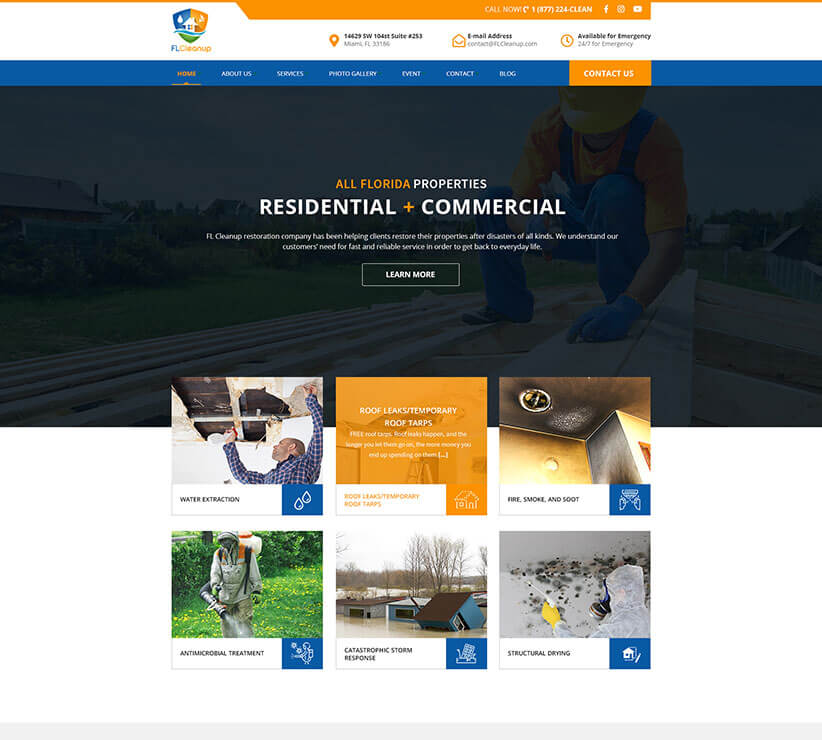 CALL NOW! 1 (877) 224-CLEAN
FLCleanup
14629 SW 104st Suite #253
Miami, FL 33186
E-mail Address
contact@FLCleanup.com
Available for Emergency
24/7 for Emergency
HOME ABOUT US SERVICES PHOTO GALLERY EVENT CONTACT BLOG CONTACT US
ALL FLORIDA PROPERTIES
RESIDENTIAL + COMMERCIAL
FL Cleanup restoration company has been helping clients restore their properties after disasters of all kinds. We understand our
customers' need for fast and reliable service in order to get back to everyday life.
LEARN MORE
ROOF LEAKS/TEMPORARY
ROOF TARPS
FREE roof tarps. Roof leaks happen, and the
longer you let them go on, the more money you
end up spending on them [...]
WATER EXTRACTION
ROOF LEAKS/TEMPORARY
ROOF TARPS
FIRE, SMOKE, AND SOOT
ANTIMICROBIAL TREATMENT
CATASTROPHIC STORM
RESPONSE
STRUCTURAL DRYING